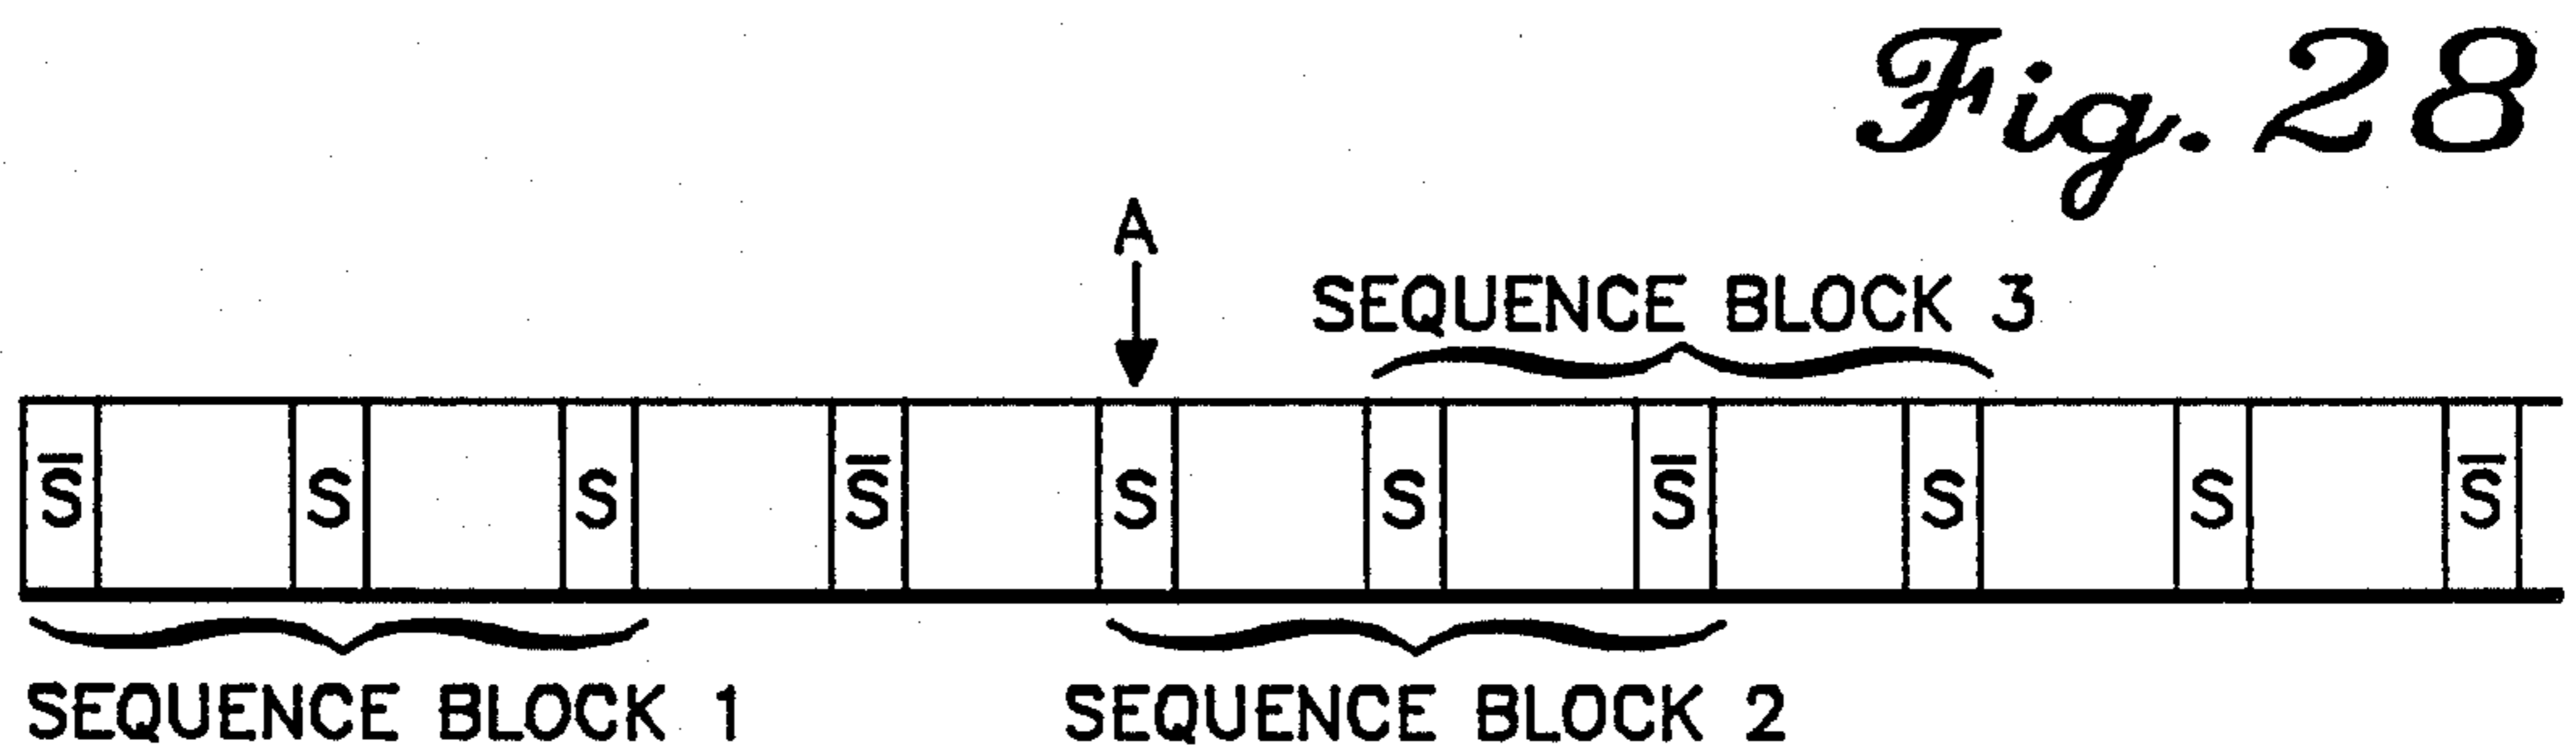 Fig. 28
A
SEQUENCE BLOCK 3
S̅ S S S̅ S S S̅ S S S̅
SEQUENCE BLOCK 1 SEQUENCE BLOCK 2